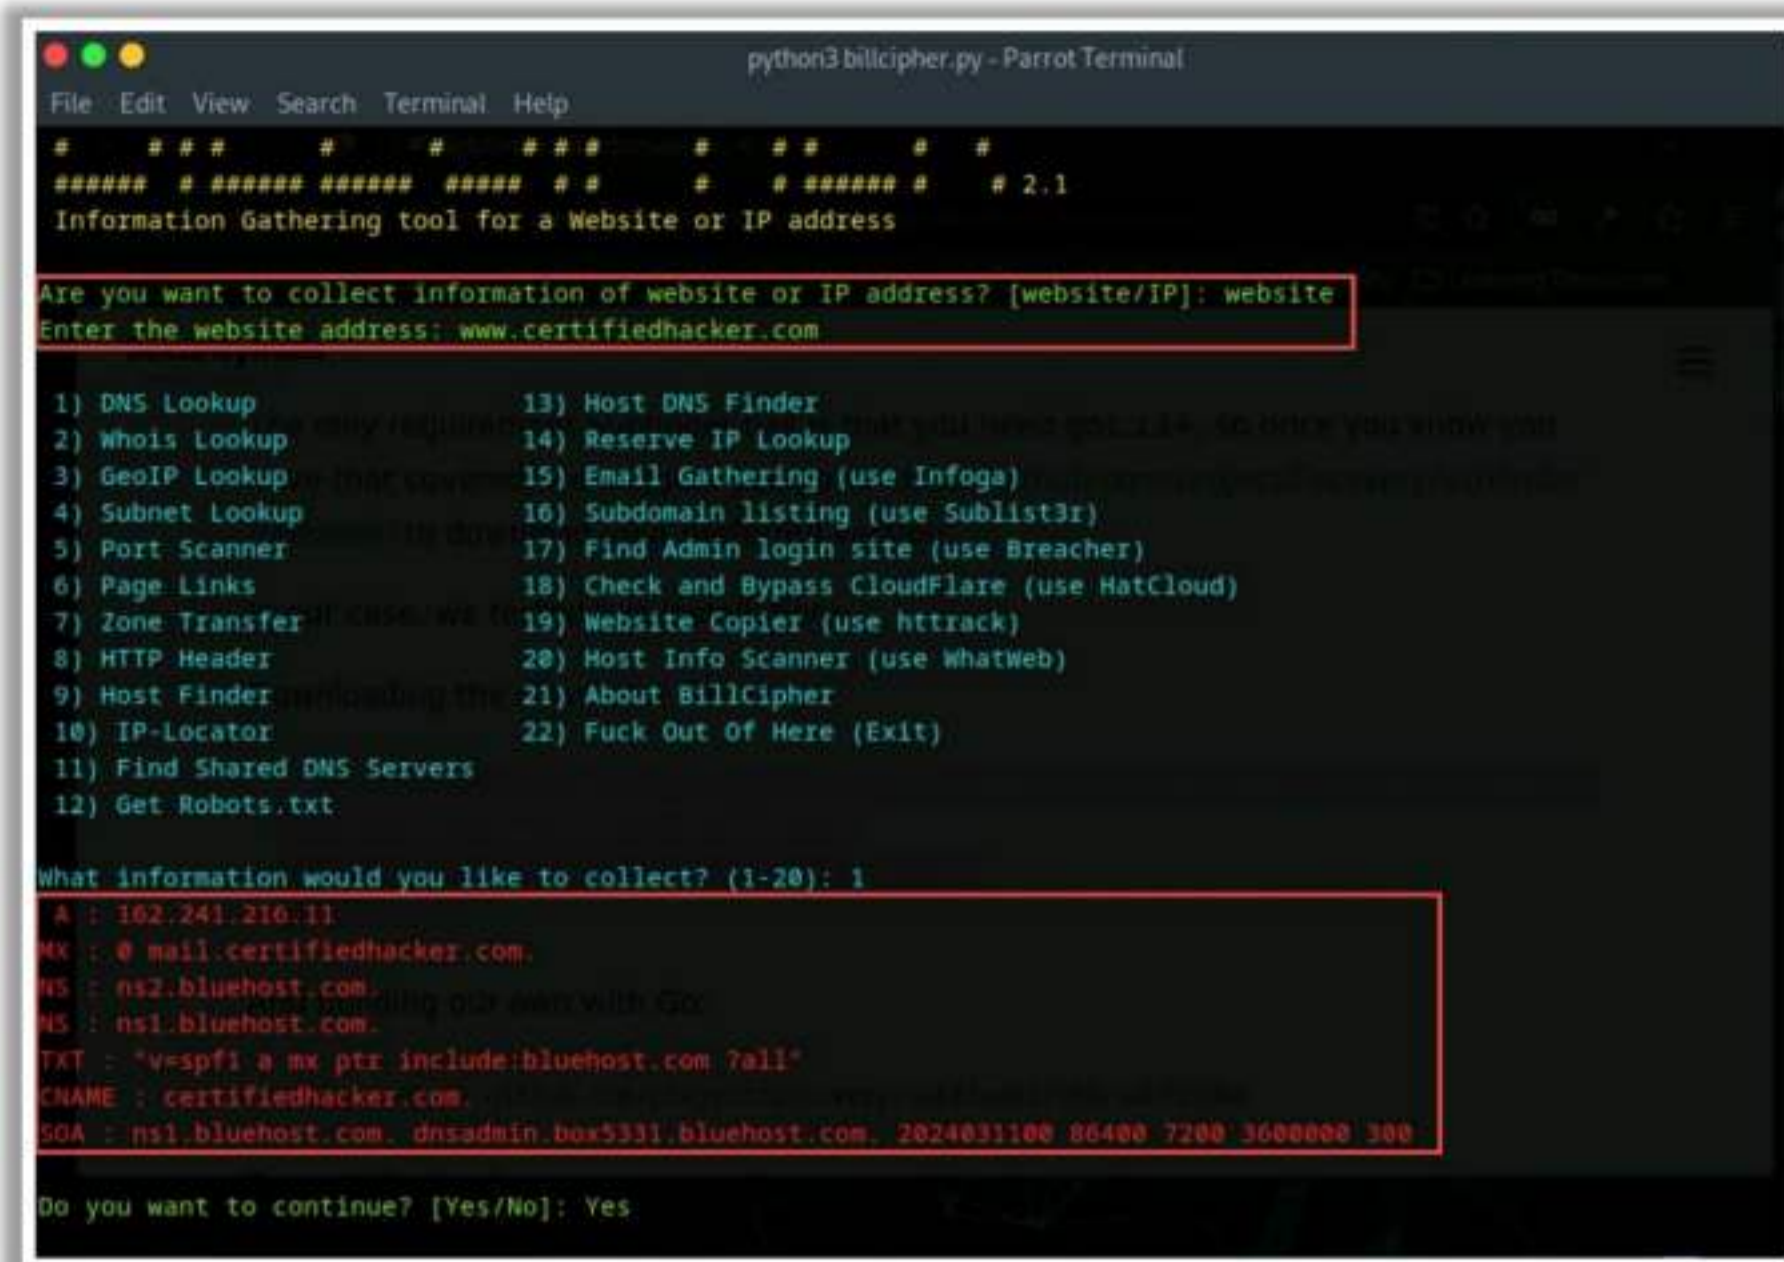 python3 billcipher.py - Parrot Terminal
File Edit View Search Terminal Help
# # # # # # # # # # # # # # # #
###### # ###### ###### ##### # # # # ###### # # 2.1
Information Gathering tool for a Website or IP address
Are you want to collect information of website or IP address? [website/IP]: website
Enter the website address: www.certifiedhacker.com
1) DNS Lookup 13) Host DNS Finder
2) Whois Lookup 14) Reserve IP Lookup
3) GeoIP Lookup 15) Email Gathering (use Infoga)
4) Subnet Lookup 16) Subdomain listing (use Sublist3r)
5) Port Scanner 17) Find Admin login site (use Breacher)
6) Page Links 18) Check and Bypass CloudFlare (use HatCloud)
7) Zone Transfer 19) Website Copier (use httrack)
8) HTTP Header 20) Host Info Scanner (use WhatWeb)
9) Host Finder 21) About BillCipher
10) IP-Locator 22) Fuck Out Of Here (Exit)
11) Find Shared DNS Servers
12) Get Robots.txt
What information would you like to collect? (1-20): 1
A : 162.241.216.11
MX : 0 mail.certifiedhacker.com.
NS : ns2.bluehost.com.
NS : ns1.bluehost.com.
TXT : "v=spf1 a mx ptr include:bluehost.com ?all"
CNAME : certifiedhacker.com.
SOA : ns1.bluehost.com. dnsadmin.box5331.bluehost.com. 2024031100 86400 7200 3600000 300
Do you want to continue? [Yes/No]: Yes